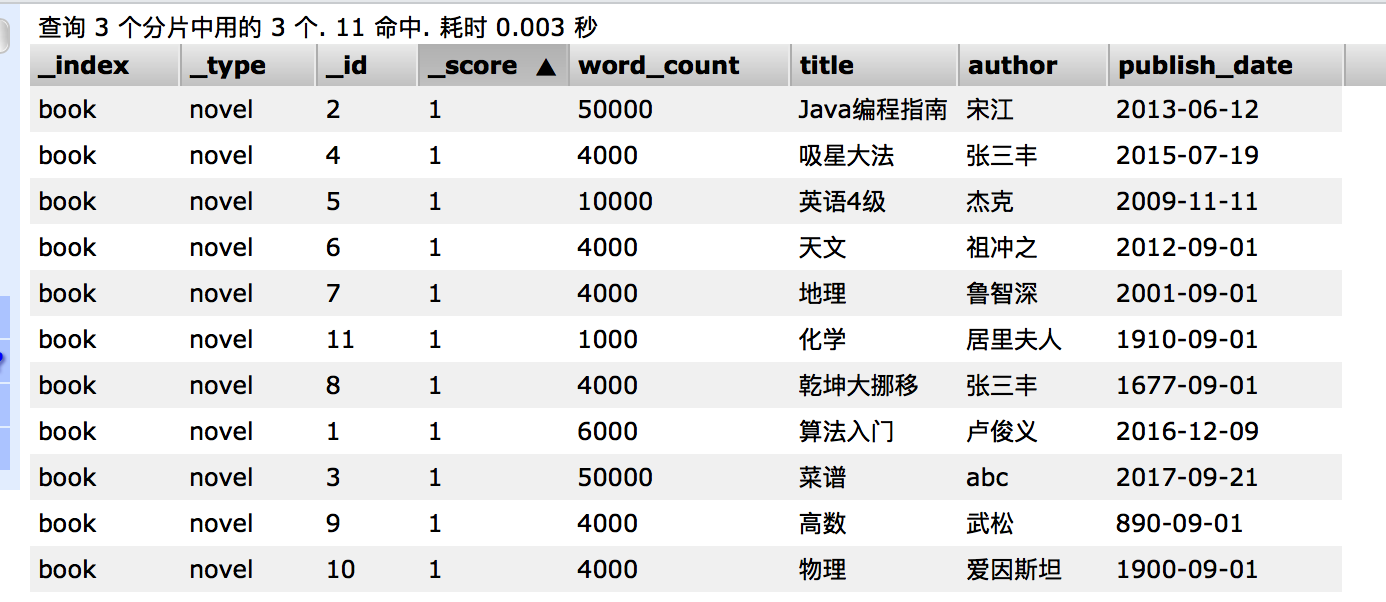 查询 3 个分片中用的 3 个. 11 命中. 耗时 0.003 秒
_index _type _id _score ▲ word_count title author publish_date
book novel 2 1 50000 Java编程指南 宋江 2013-06-12
book novel 4 1 4000 吸星大法 张三丰 2015-07-19
book novel 5 1 10000 英语4级 杰克 2009-11-11
book novel 6 1 4000 天文 祖冲之 2012-09-01
book novel 7 1 4000 地理 鲁智深 2001-09-01
book novel 11 1 1000 化学 居里夫人 1910-09-01
book novel 8 1 4000 乾坤大挪移 张三丰 1677-09-01
book novel 1 1 6000 算法入门 卢俊义 2016-12-09
book novel 3 1 50000 菜谱 abc 2017-09-21
book novel 9 1 4000 高数 武松 890-09-01
book novel 10 1 4000 物理 爱因斯坦 1900-09-01